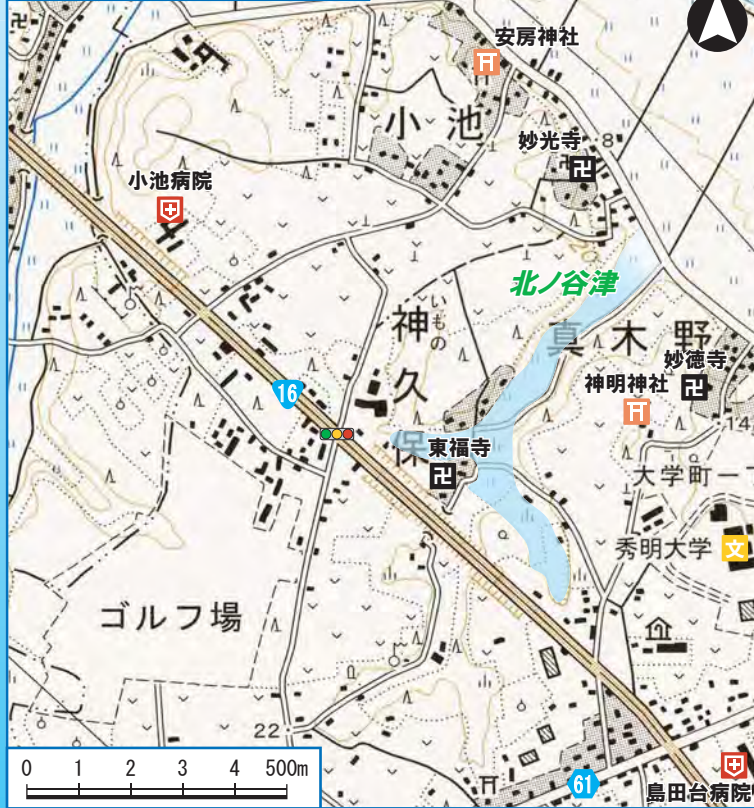 安房神社
小池
妙光寺
8
小池病院
北ノ谷津
いもの
神久保
真木野
妙徳寺
神明神社
16
14
東福寺
大学町一
秀明大学
文
ゴルフ場
22
0 1 2 3 4 500m
61
島田台病院